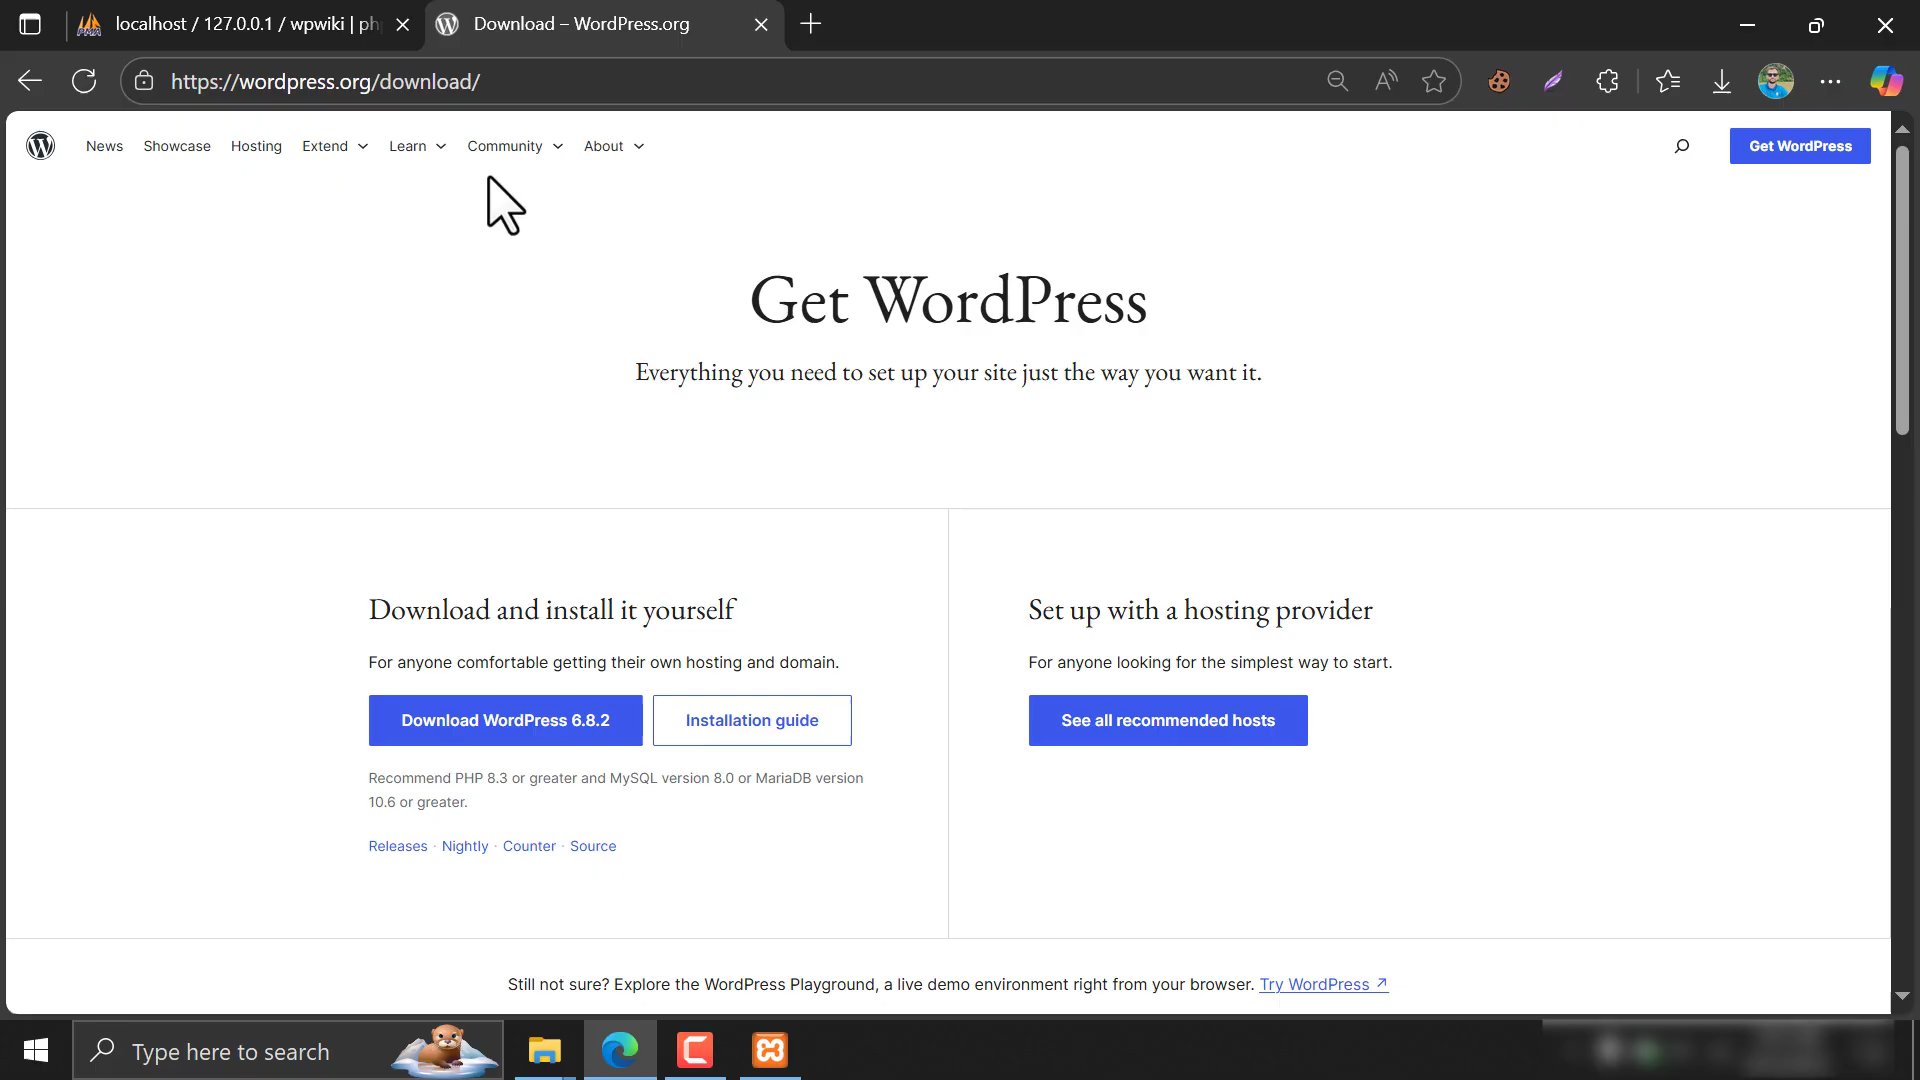 localhost / 127.0.0.1 / wpwiki | ph
Download – WordPress.org
https://wordpress.org/download/
News Showcase Hosting Extend Learn Community About
Get WordPress
Get WordPress
Everything you need to set up your site just the way you want it.
Download and install it yourself
For anyone comfortable getting their own hosting and domain.
Download WordPress 6.8.2
Installation guide
Recommend PHP 8.3 or greater and MySQL version 8.0 or MariaDB version
10.6 or greater.
Releases · Nightly · Counter · Source
Set up with a hosting provider
For anyone looking for the simplest way to start.
See all recommended hosts
Still not sure? Explore the WordPress Playground, a live demo environment right from your browser. Try WordPress ↗
Type here to search